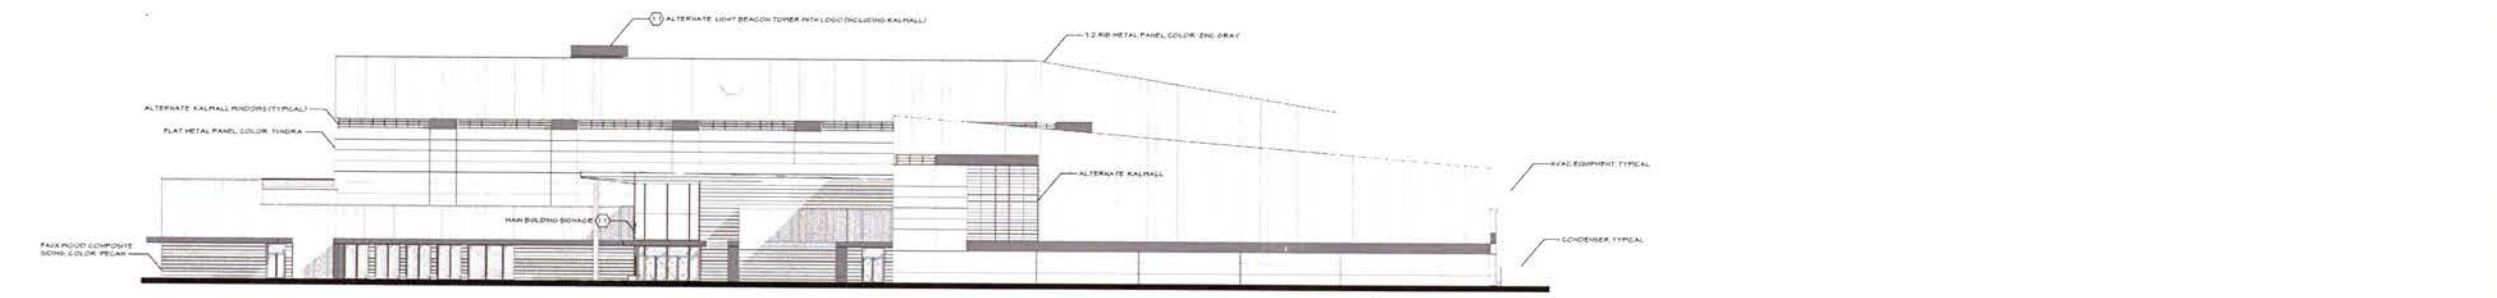 11 ALTERNATE LIGHT BEACON TOWER WITH LOGO (INCLUDING KALWALL)
7.2 RIB METAL PANEL, COLOR: ZINC GRAY
ALTERNATE KALWALL WINDOWS (TYPICAL)
FLAT METAL PANEL COLOR: TUNDRA
HVAC EQUIPMENT, TYPICAL
ALTERNATE KALWALL
MAIN BUILDING SIGNAGE 11
FAUX WOOD COMPOSITE
SIDING, COLOR: PECAN
CONDENSER, TYPICAL